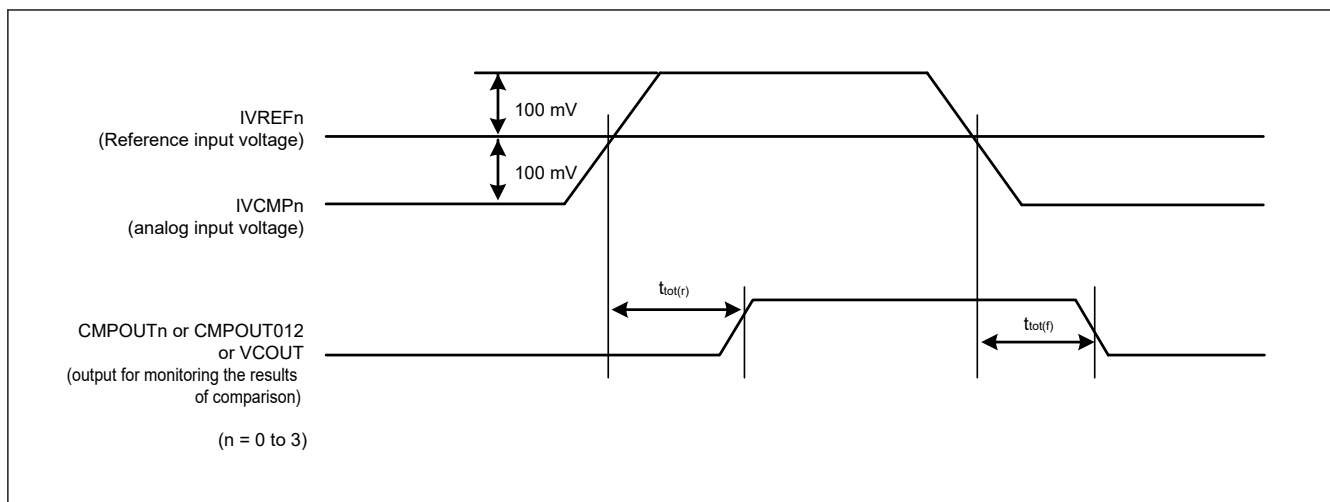 100 mV
IVREFn
(Reference input voltage)
100 mV
IVCMPn
(analog input voltage)
ttot(r)
ttot(f)
CMPOUTn or CMPOUT012
or VCOUT
(output for monitoring the results
of comparison)
(n = 0 to 3)